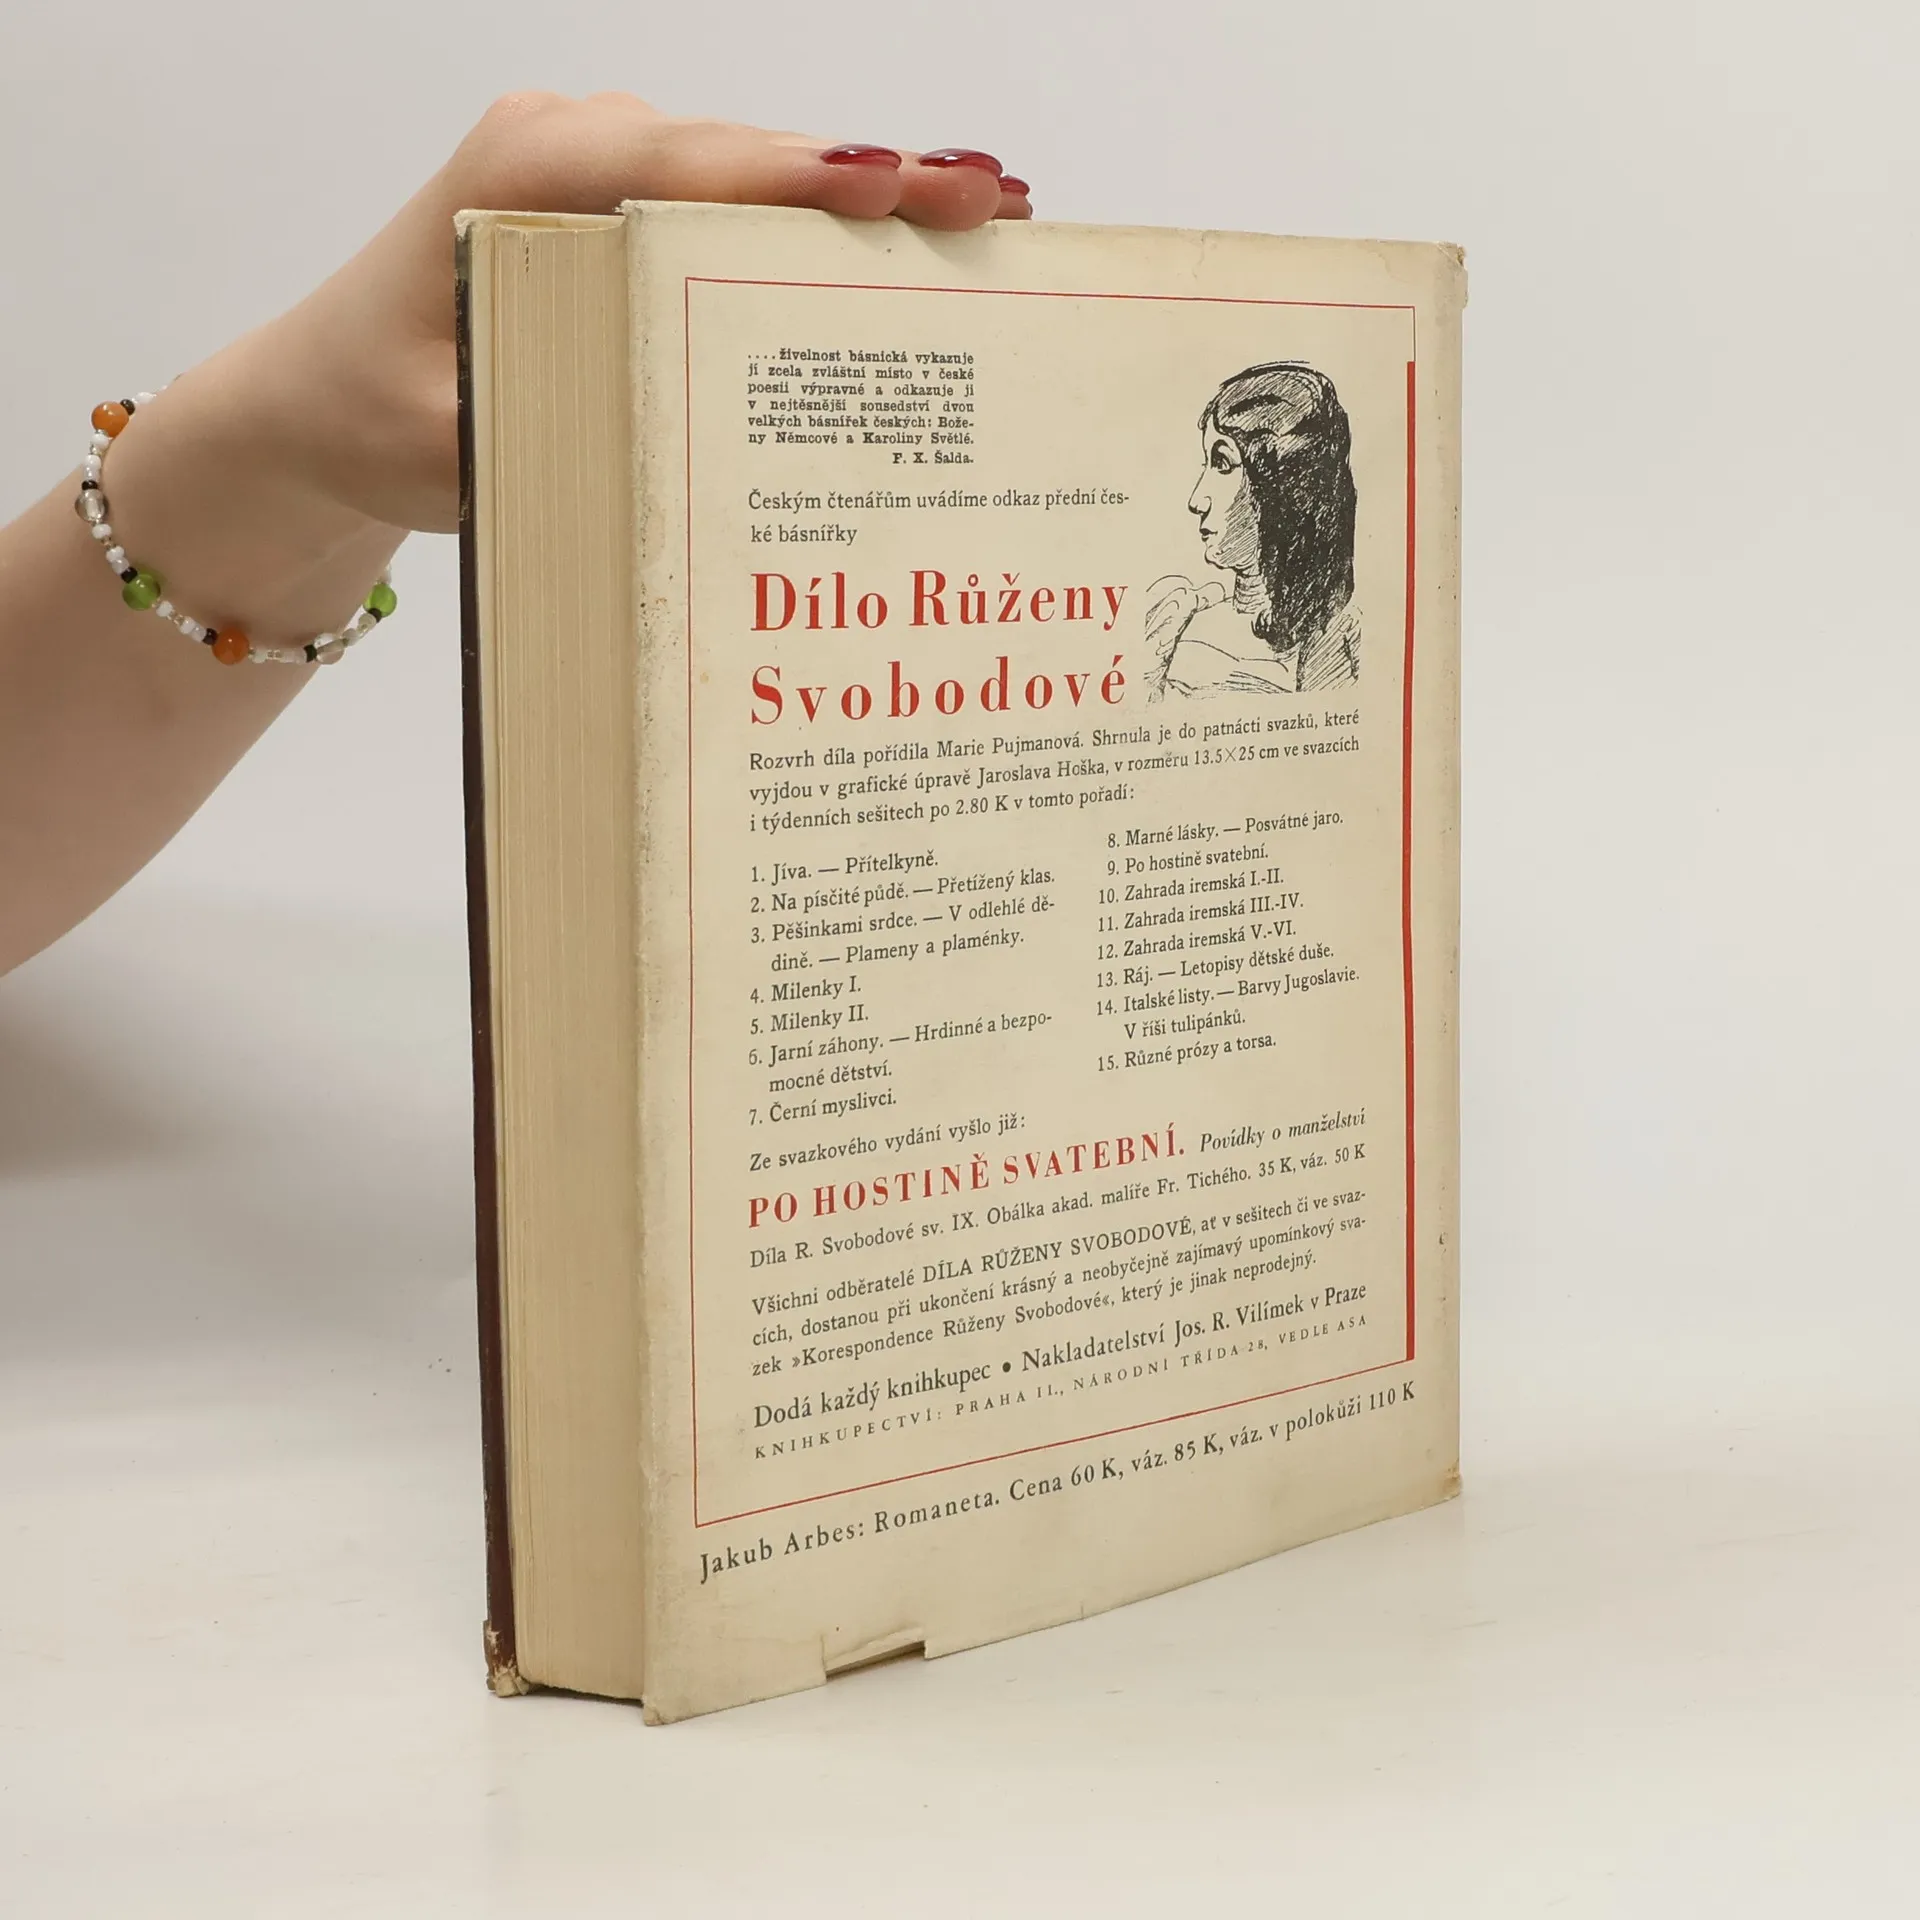 ....živelnost básnická vykazuje
jí zcela zvláštní místo v české
poesii výpravné a odkazuje ji
v nejtěsnější sousedství dvou
velkých básnířek českých: Bože-
ny Němcové a Karoliny Světlé.
F. X. Šalda.
Českým čtenářům uvádíme odkaz přední čes-
ké básnířky
Dílo Růženy
Svobodové
Rozvrh díla pořídila Marie Pujmanová. Shrnula je do patnácti svazků, které
vyjdou v grafické úpravě Jaroslava Hoška, v rozměru 13.5×25 cm ve svazcích
i týdenních sešitech po 2.80 K v tomto pořadí:
1. Jíva. — Přítelkyně.
2. Na písčité půdě. — Přetížený klas.
3. Pěšinkami srdce. — V odlehlé dě-
dině. — Plameny a plaménky.
4. Milenky I.
5. Milenky II.
6. Jarní záhony. — Hrdinné a bezpo-
mocné dětství.
7. Černí myslivci.
8. Marné lásky. — Posvátné jaro.
9. Po hostině svatební.
10. Zahrada iremská I.-II.
11. Zahrada iremská III.-IV.
12. Zahrada iremská V.-VI.
13. Ráj. — Letopisy dětské duše.
14. Italské listy. — Barvy Jugoslavie.
V říši tulipánků.
15. Různé prózy a torsa.
Ze svazkového vydání vyšlo již:
PO HOSTINĚ SVATEBNÍ. Povídky o manželství
Díla R. Svobodové sv. IX. Obálka akad. malíře Fr. Tichého. 35 K, váz. 50 K
Všichni odběratelé DÍLA RŮŽENY SVOBODOVÉ, ať v sešitech či ve svaz-
cích, dostanou při ukončení krásný a neobyčejně zajímavý upomínkový sva-
zek »Korespondence Růženy Svobodové«, který je jinak neprodejný.
Dodá každý knihkupec • Nakladatelství Jos. R. Vilímek v Praze
KNIHKUPECTVÍ: PRAHA II., NÁRODNÍ TŘÍDA 28, VEDLE ASA
Jakub Arbes: Romaneta. Cena 60 K, váz. 85 K, váz. v polokůži 110 K